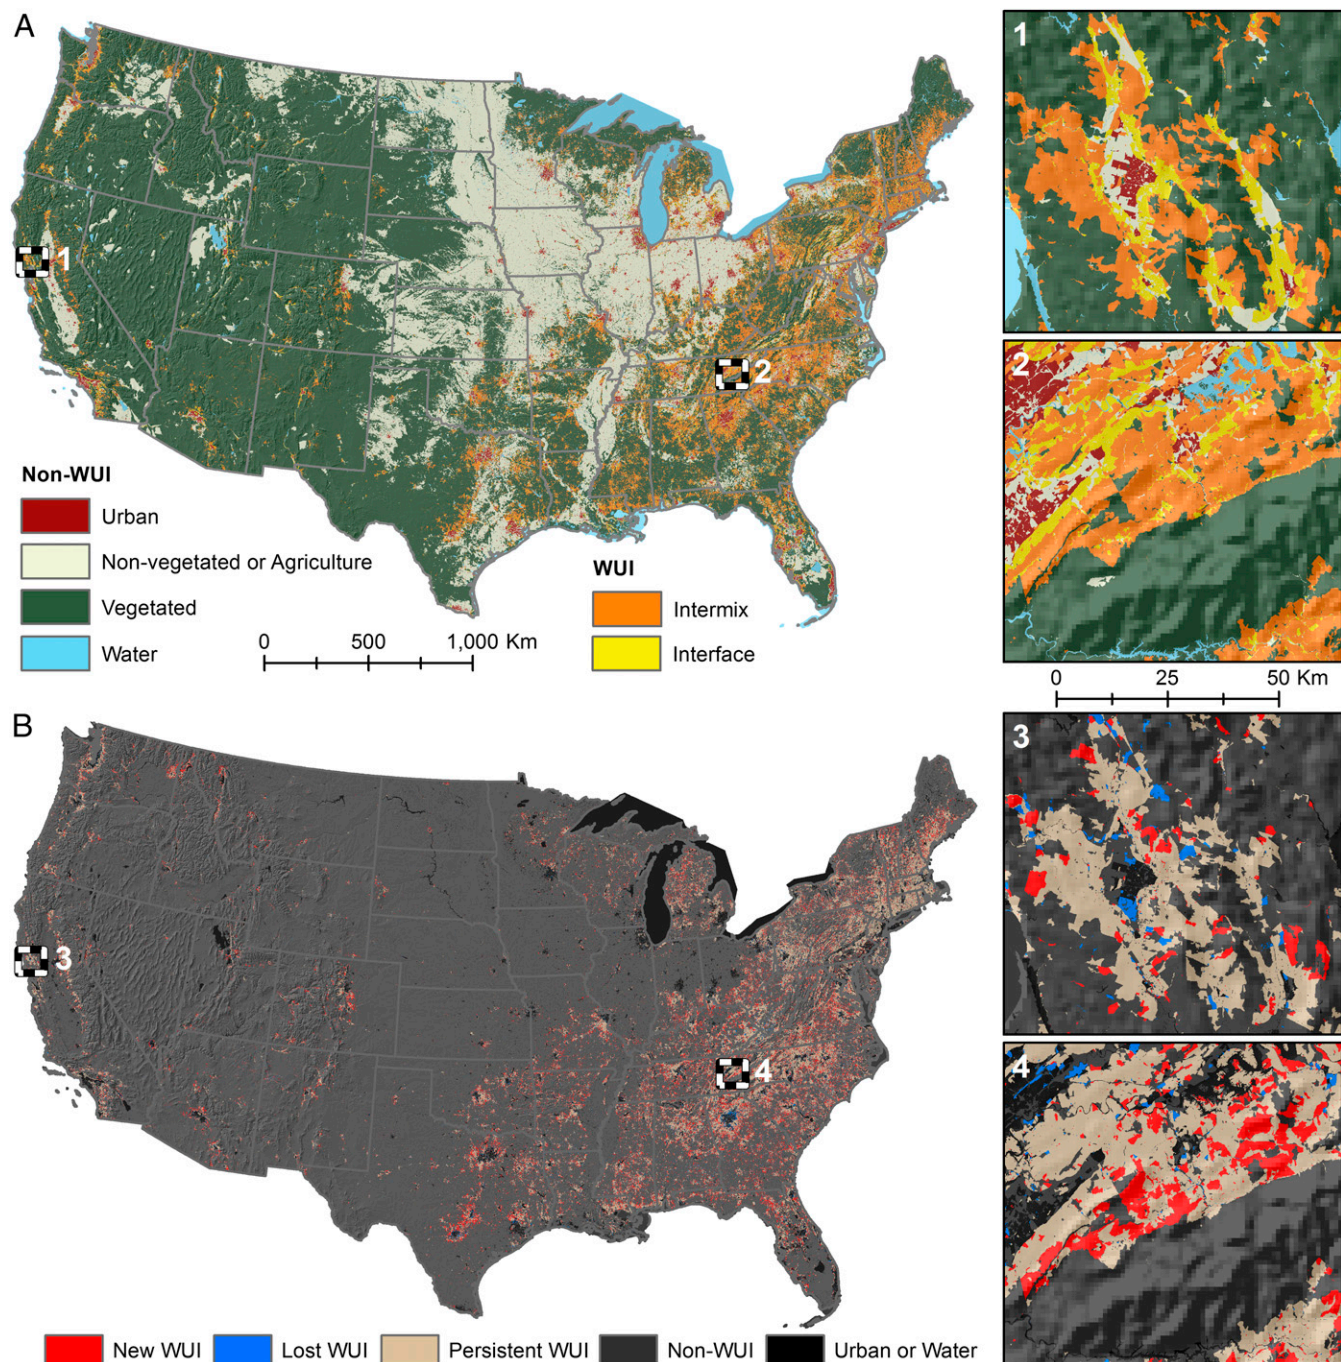 A
1
2
Non-WUI
Urban
Non-vegetated or Agriculture
Vegetated
Water
0 500 1,000 Km
WUI
Intermix
Interface
1
2
0 25 50 Km
B
3
4
3
4
New WUI Lost WUI Persistent WUI Non-WUI Urban or Water